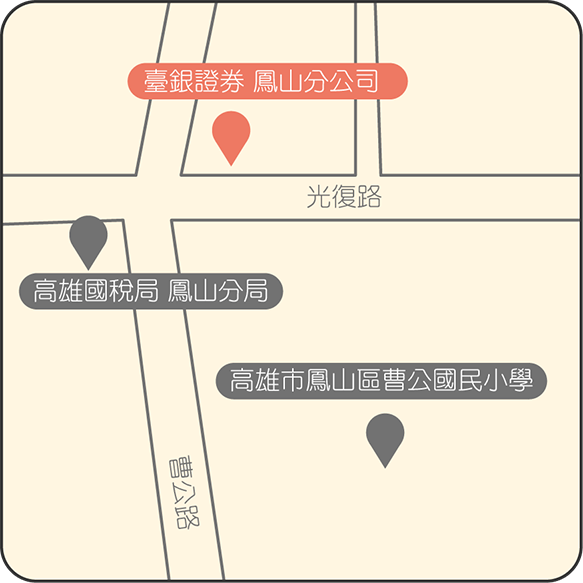 臺銀證券 鳳山分公司
光復路
高雄國稅局 鳳山分局
高雄市鳳山區曹公國民小學
曹公路